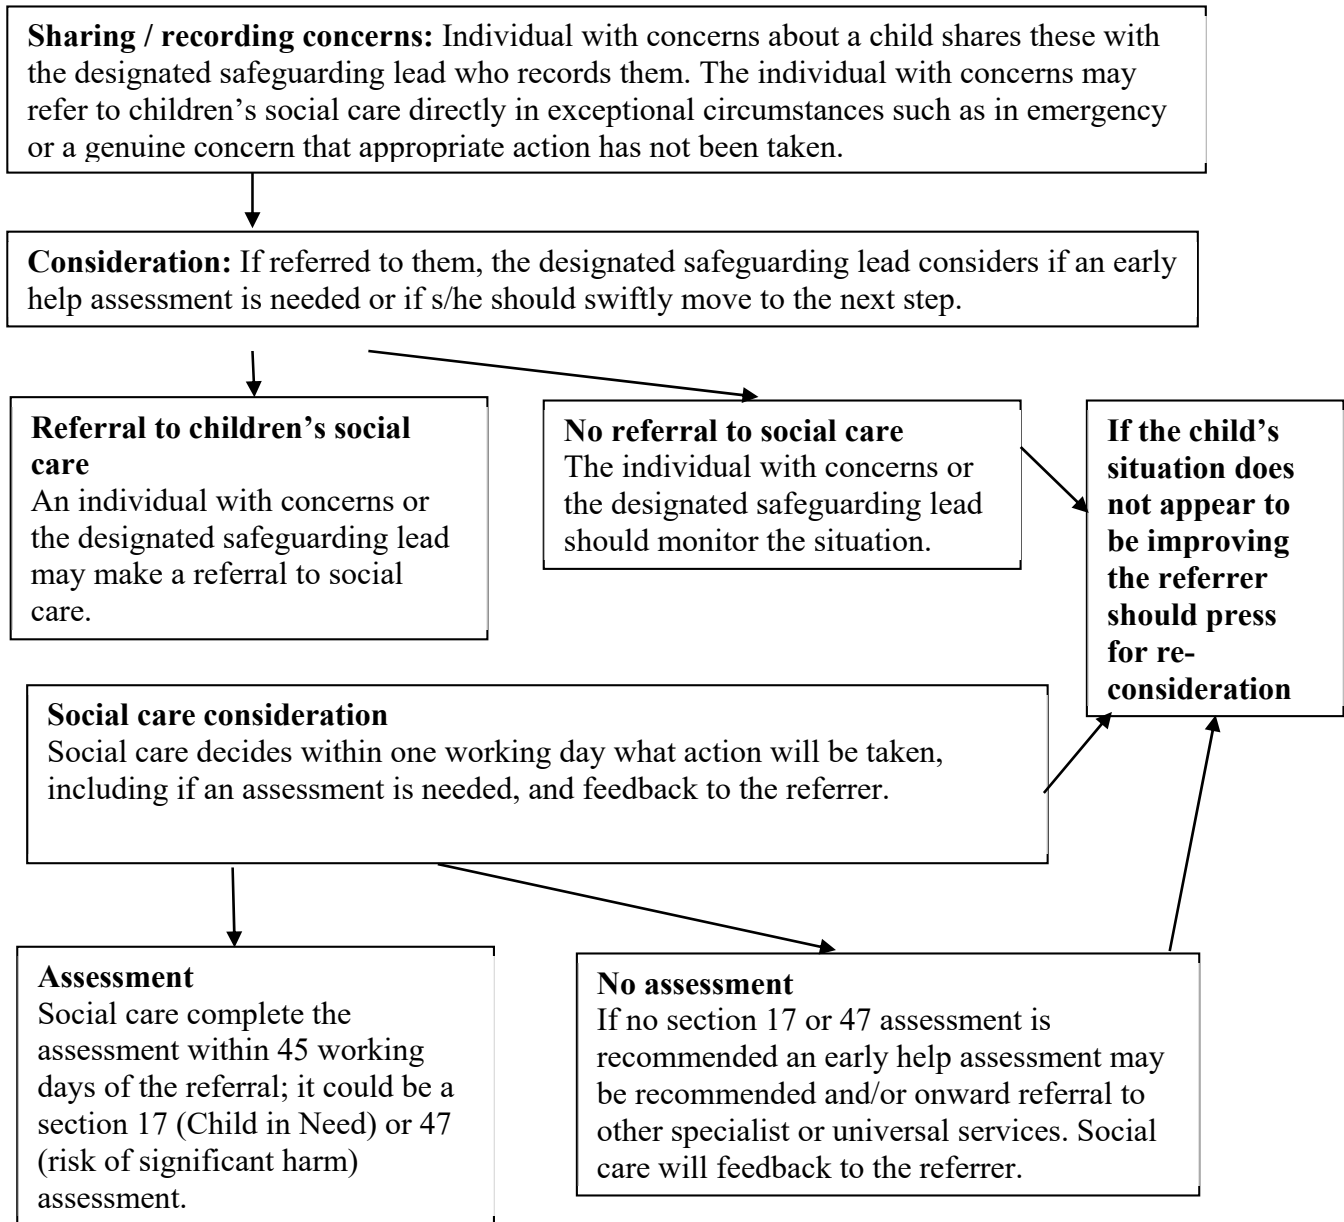 Sharing / recording concerns: Individual with concerns about a child shares these with
the designated safeguarding lead who records them. The individual with concerns may
refer to children’s social care directly in exceptional circumstances such as in emergency
or a genuine concern that appropriate action has not been taken.
Consideration: If referred to them, the designated safeguarding lead considers if an early
help assessment is needed or if s/he should swiftly move to the next step.
Referral to children’s social
care
An individual with concerns or
the designated safeguarding lead
may make a referral to social
care.
No referral to social care
The individual with concerns or
the designated safeguarding lead
should monitor the situation.
If the child’s
situation does
not appear to
be improving
the referrer
should press
for re-
consideration
Social care consideration
Social care decides within one working day what action will be taken,
including if an assessment is needed, and feedback to the referrer.
Assessment
Social care complete the
assessment within 45 working
days of the referral; it could be a
section 17 (Child in Need) or 47
(risk of significant harm)
assessment.
No assessment
If no section 17 or 47 assessment is
recommended an early help assessment may
be recommended and/or onward referral to
other specialist or universal services. Social
care will feedback to the referrer.